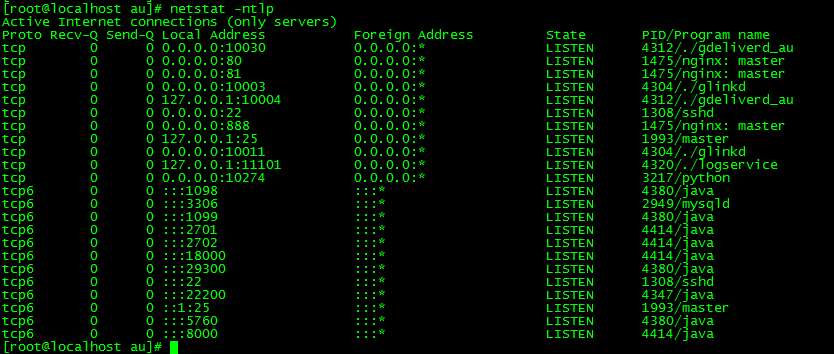 [root@localhost au]# netstat -ntlp
Active Internet connections (only servers)
Proto Recv-Q Send-Q Local Address           Foreign Address         State       PID/Program name
tcp        0      0 0.0.0.0:10030           0.0.0.0:*               LISTEN      4312/./gdeliverd_au
tcp        0      0 0.0.0.0:80              0.0.0.0:*               LISTEN      1475/nginx: master
tcp        0      0 0.0.0.0:81              0.0.0.0:*               LISTEN      1475/nginx: master
tcp        0      0 0.0.0.0:10003           0.0.0.0:*               LISTEN      4304/./glinkd
tcp        0      0 127.0.0.1:10004         0.0.0.0:*               LISTEN      4312/./gdeliverd_au
tcp        0      0 0.0.0.0:22              0.0.0.0:*               LISTEN      1308/sshd
tcp        0      0 0.0.0.0:888             0.0.0.0:*               LISTEN      1475/nginx: master
tcp        0      0 127.0.0.1:25            0.0.0.0:*               LISTEN      1993/master
tcp        0      0 0.0.0.0:10011           0.0.0.0:*               LISTEN      4304/./glinkd
tcp        0      0 127.0.0.1:11101         0.0.0.0:*               LISTEN      4320/./logservice
tcp        0      0 0.0.0.0:10274           0.0.0.0:*               LISTEN      3217/python
tcp6       0      0 :::1098                 :::*                    LISTEN      4380/java
tcp6       0      0 :::3306                 :::*                    LISTEN      2949/mysqld
tcp6       0      0 :::1099                 :::*                    LISTEN      4380/java
tcp6       0      0 :::2701                 :::*                    LISTEN      4414/java
tcp6       0      0 :::2702                 :::*                    LISTEN      4414/java
tcp6       0      0 :::18000                :::*                    LISTEN      4414/java
tcp6       0      0 :::29300                :::*                    LISTEN      4380/java
tcp6       0      0 :::22                   :::*                    LISTEN      1308/sshd
tcp6       0      0 :::22200                :::*                    LISTEN      4347/java
tcp6       0      0 ::1:25                  :::*                    LISTEN      1993/master
tcp6       0      0 :::5760                 :::*                    LISTEN      4380/java
tcp6       0      0 :::8000                 :::*                    LISTEN      4414/java
[root@localhost au]#